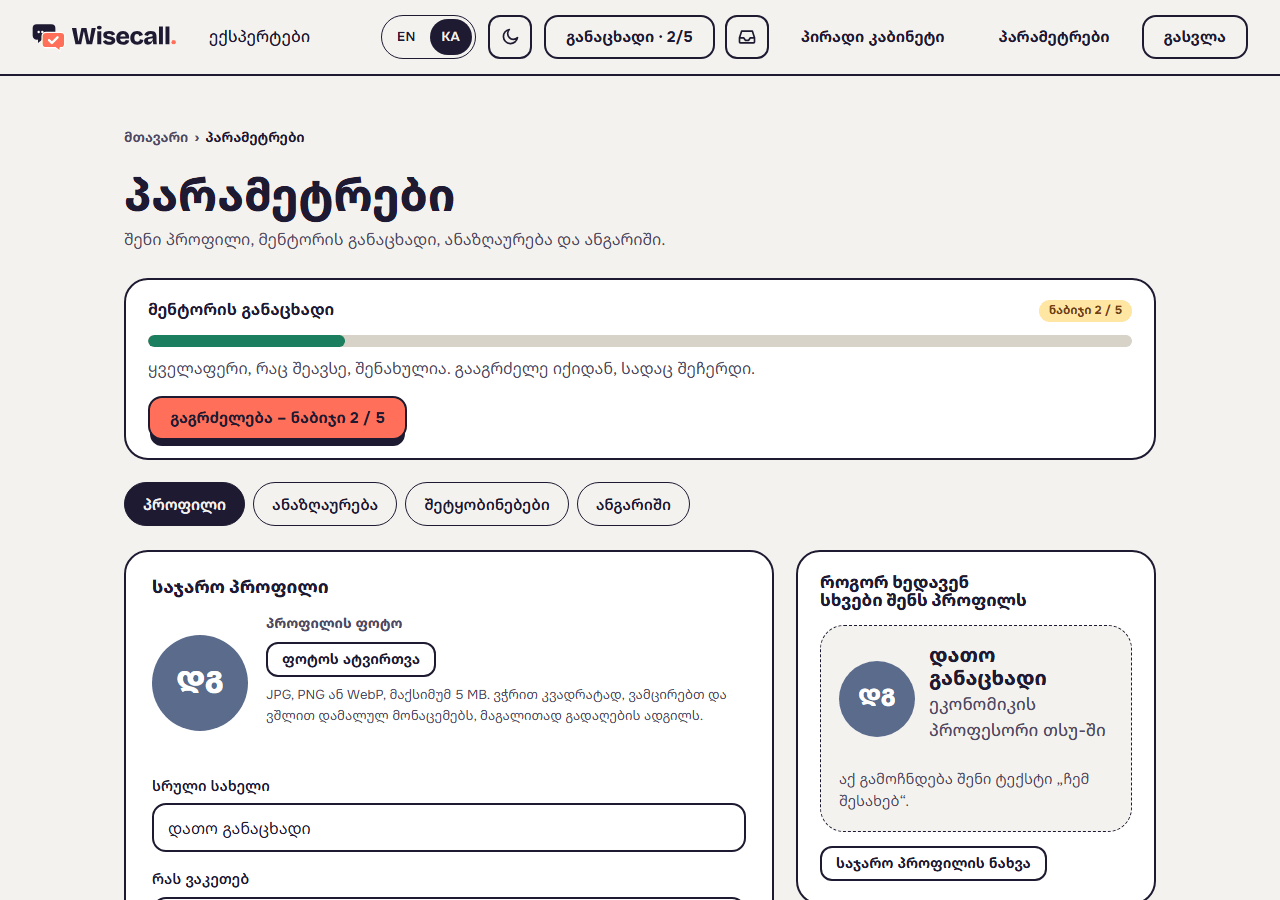 Wisecall.
ექსპერტები
EN KA
განაცხადი · 2/5
პირადი კაბინეტი
პარამეტრები
გასვლა
მთავარი › პარამეტრები
პარამეტრები
შენი პროფილი, მენტორის განაცხადი, ანაზღაურება და ანგარიში.
მენტორის განაცხადი
ნაბიჯი 2 / 5
ყველაფერი, რაც შეავსე, შენახულია. გააგრძელე იქიდან, სადაც შეჩერდი.
გაგრძელება – ნაბიჯი 2 / 5
პროფილი
ანაზღაურება
შეტყობინებები
ანგარიში
საჯარო პროფილი
დგ
პროფილის ფოტო
ფოტოს ატვირთვა
JPG, PNG ან WebP, მაქსიმუმ 5 MB. ვჭრით კვადრატად, ვამცირებთ და
ვშლით დამალულ მონაცემებს, მაგალითად გადაღების ადგილს.
სრული სახელი
დათო განაცხადი
რას ვაკეთებ
როგორ ხედავენ
სხვები შენს პროფილს
დგ
დათო
განაცხადი
ეკონომიკის
პროფესორი თსუ-ში
აქ გამოჩნდება შენი ტექსტი „ჩემ
შესახებ“.
საჯარო პროფილის ნახვა